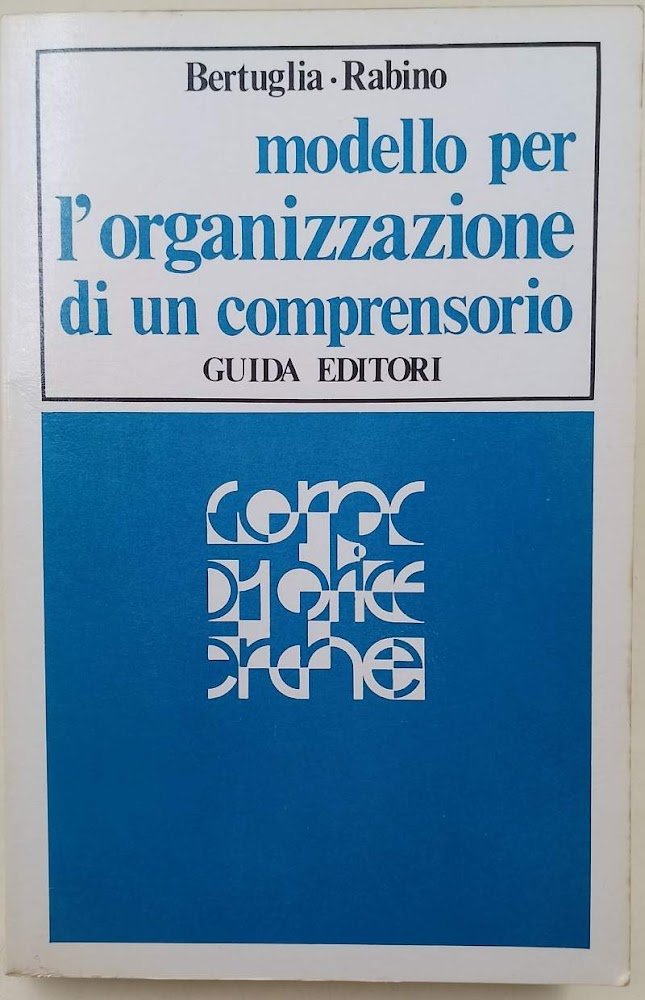 Bertuglia · Rabino
modello per
l'organizzazione
di un comprensorio
GUIDA EDITORI